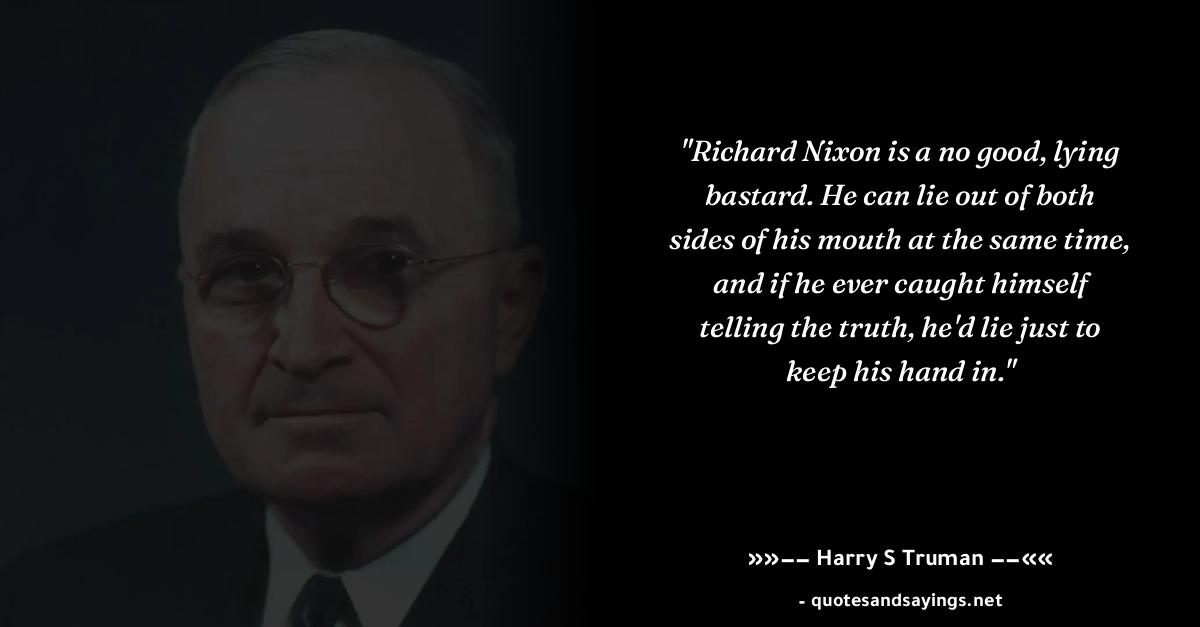 "Richard Nixon is a no good, lying
bastard. He can lie out of both
sides of his mouth at the same time,
and if he ever caught himself
telling the truth, he'd lie just to
keep his hand in."
»»−− Harry S Truman −−««
- quotesandsayings.net